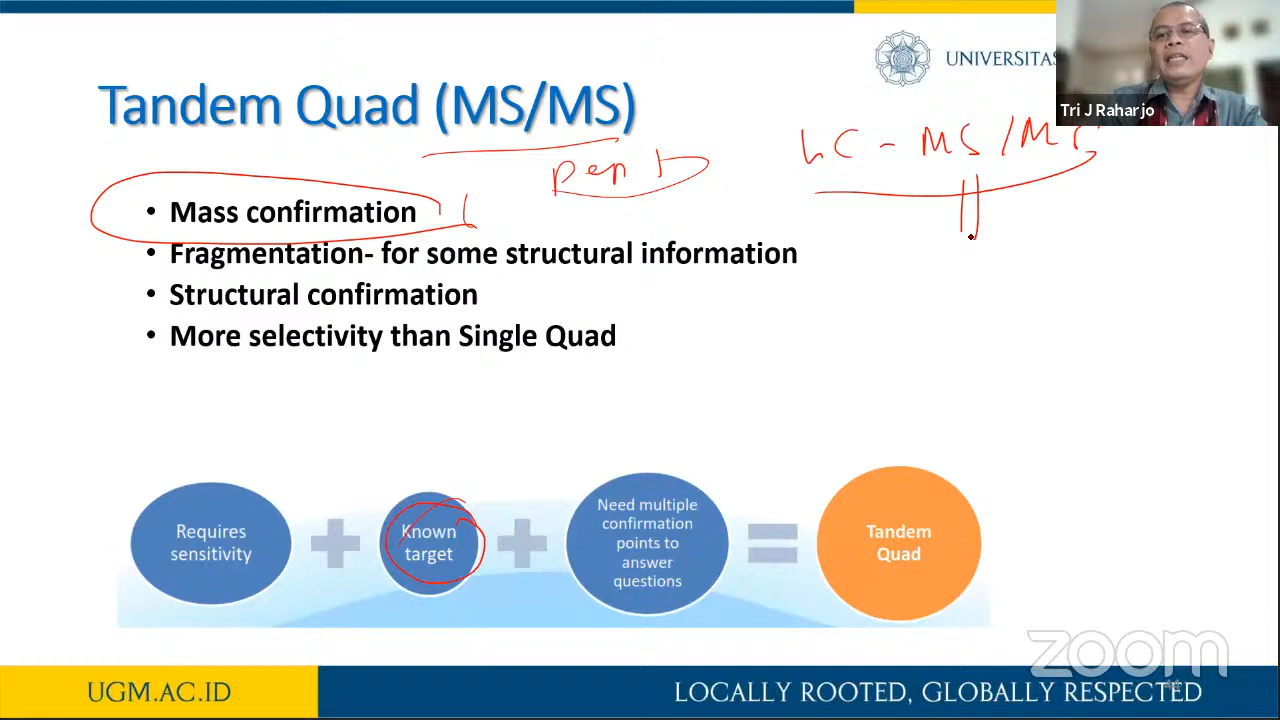 UNIVERSITAS
Tri J Raharjo
Tandem Quad (MS/MS)
LC - MS/MS
• Mass confirmation
• Fragmentation- for some structural information
• Structural confirmation
• More selectivity than Single Quad
Requires
sensitivity
Known
target
Need multiple
confirmation
points to
answer
questions
Tandem
Quad
zoom
UGM.AC.ID
LOCALLY ROOTED, GLOBALLY RESPECTED